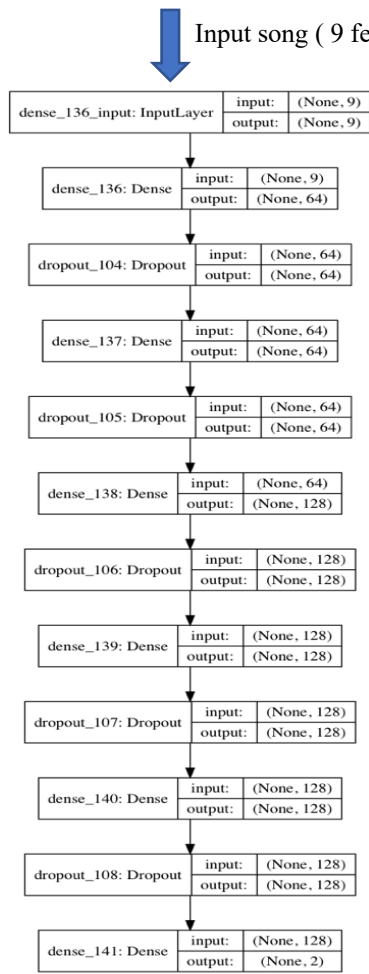 Input song ( 9 fe
dense_136_input: InputLayer input: (None, 9)
output: (None, 9)
dense_136: Dense input: (None, 9)
output: (None, 64)
dropout_104: Dropout input: (None, 64)
output: (None, 64)
dense_137: Dense input: (None, 64)
output: (None, 64)
dropout_105: Dropout input: (None, 64)
output: (None, 64)
dense_138: Dense input: (None, 64)
output: (None, 128)
dropout_106: Dropout input: (None, 128)
output: (None, 128)
dense_139: Dense input: (None, 128)
output: (None, 128)
dropout_107: Dropout input: (None, 128)
output: (None, 128)
dense_140: Dense input: (None, 128)
output: (None, 128)
dropout_108: Dropout input: (None, 128)
output: (None, 128)
dense_141: Dense input: (None, 128)
output: (None, 2)